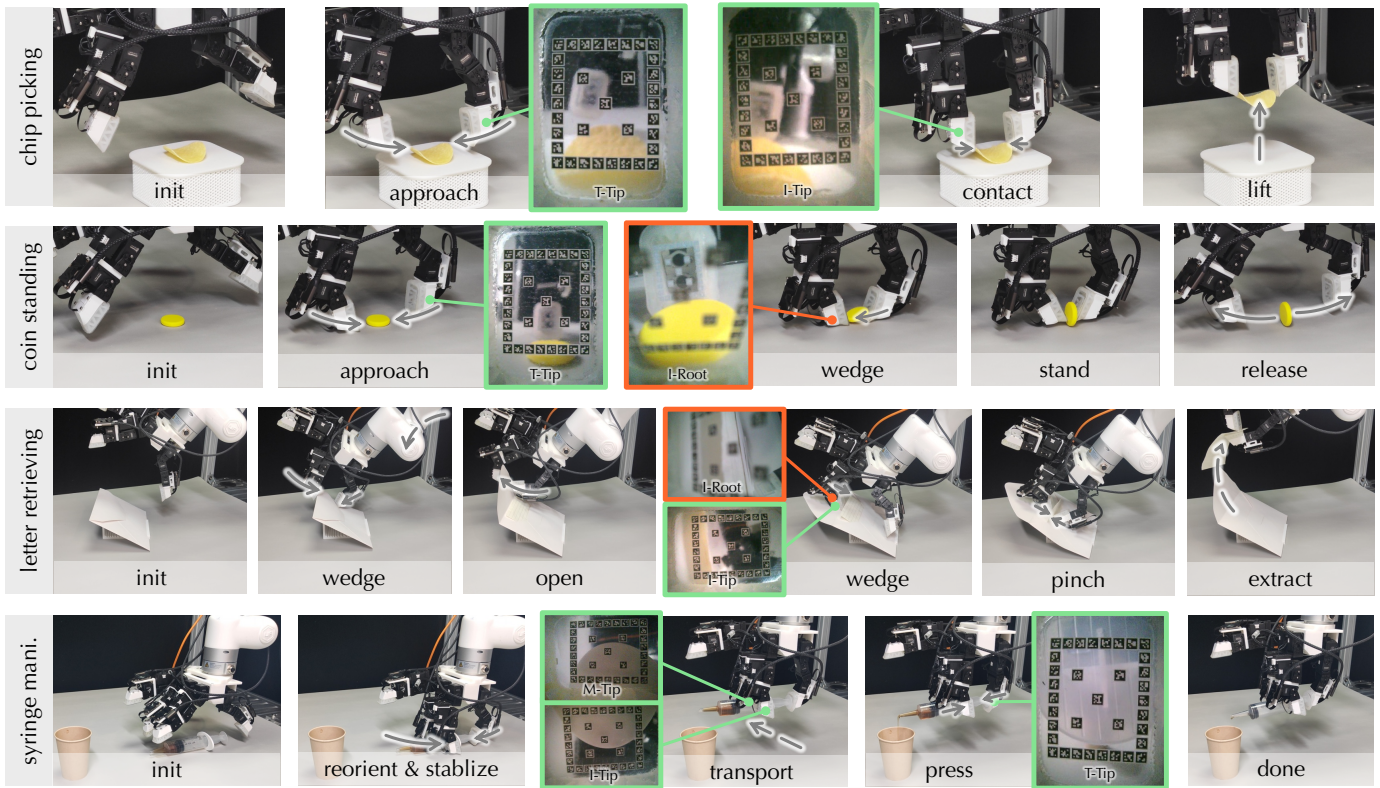 chip picking
init
approach
T-Tip
I-Tip
contact
lift
coin standing
init
approach
T-Tip
I-Root
wedge
stand
release
letter retrieving
init
wedge
open
I-Root
I-Tip
wedge
pinch
extract
syringe mani.
init
reorient & stablize
M-Tip
I-Tip
transport
press
T-Tip
done